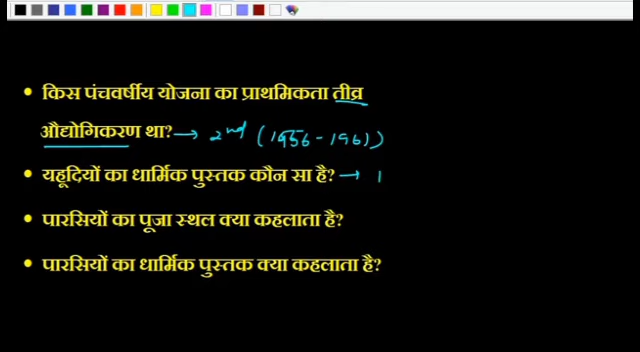 • किस पंचवर्षीय योजना का प्राथमिकता तीव्र
औद्योगिकरण था? → 2nd (1956-1961)
• यहूदियों का धार्मिक पुस्तक कौन सा है? →
• पारसियों का पूजा स्थल क्या कहलाता है?
• पारसियों का धार्मिक पुस्तक क्या कहलाता है?